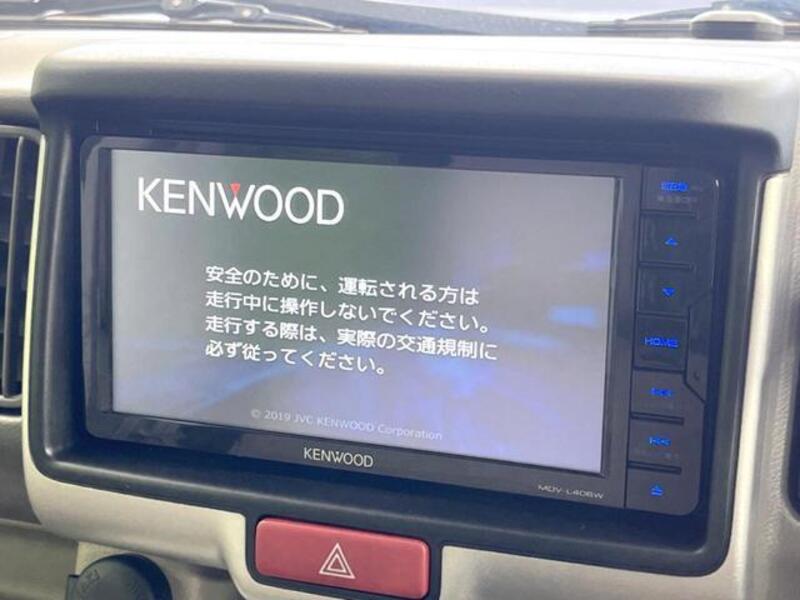 KENWOOD
安全のために、運転される方は
走行中に操作しないでください。
走行する際は、実際の交通規制に
必ず従ってください。
© 2019 JVC KENWOOD Corporation
KENWOOD
MDV-L406W
HOME